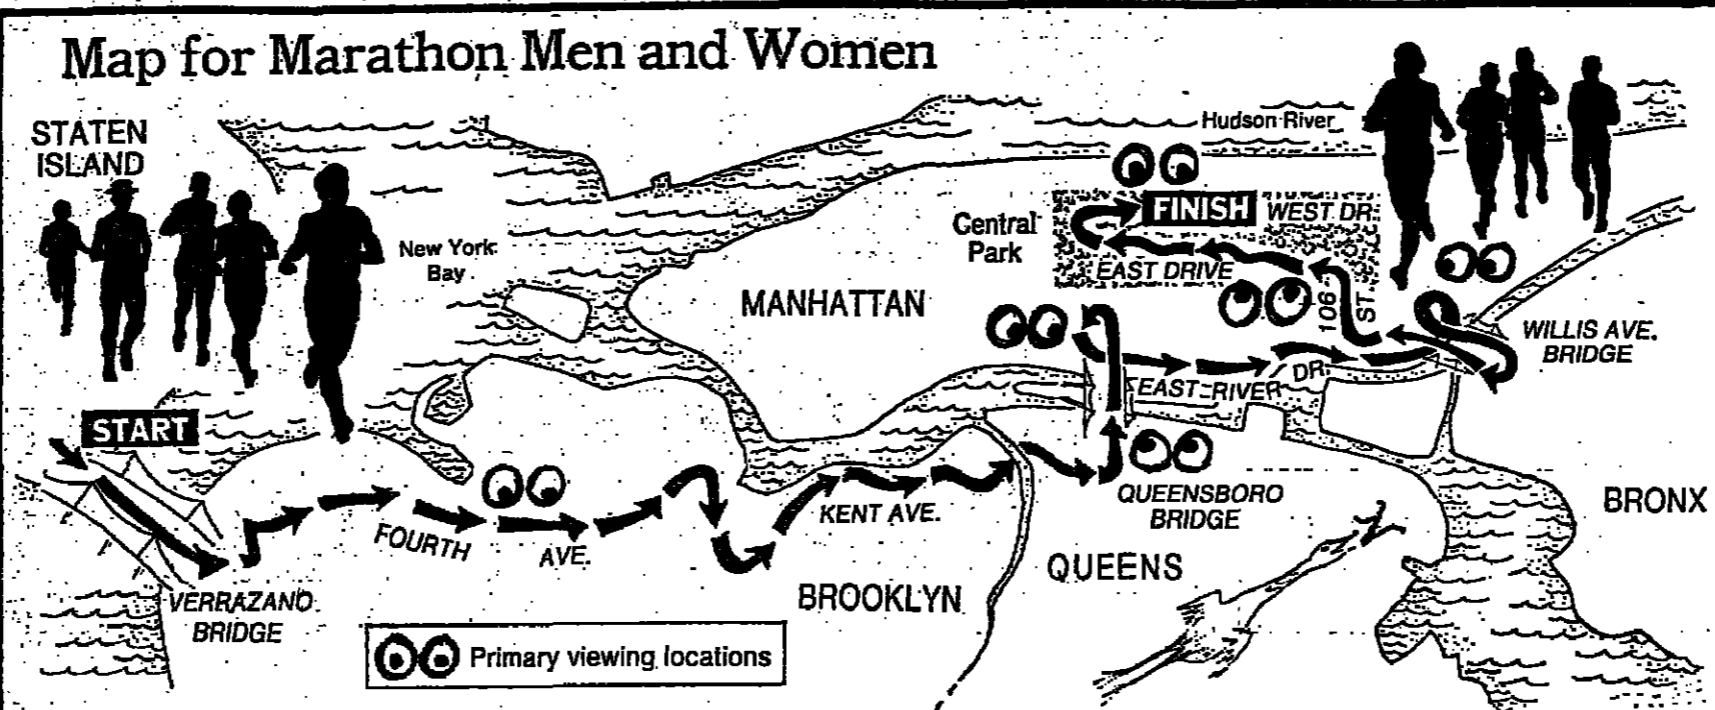 Map for Marathon Men and Women
STATEN
ISLAND
Hudson River
New York
Bay
Central
Park
FINISH
WEST DR.
EAST DRIVE
MANHATTAN
106
ST.
WILLIS AVE.
BRIDGE
EAST RIVER DR.
START
QUEENSBORO
BRIDGE
BRONX
KENT AVE.
FOURTH AVE.
QUEENS
BROOKLYN
VERRAZANO
BRIDGE
Primary viewing locations